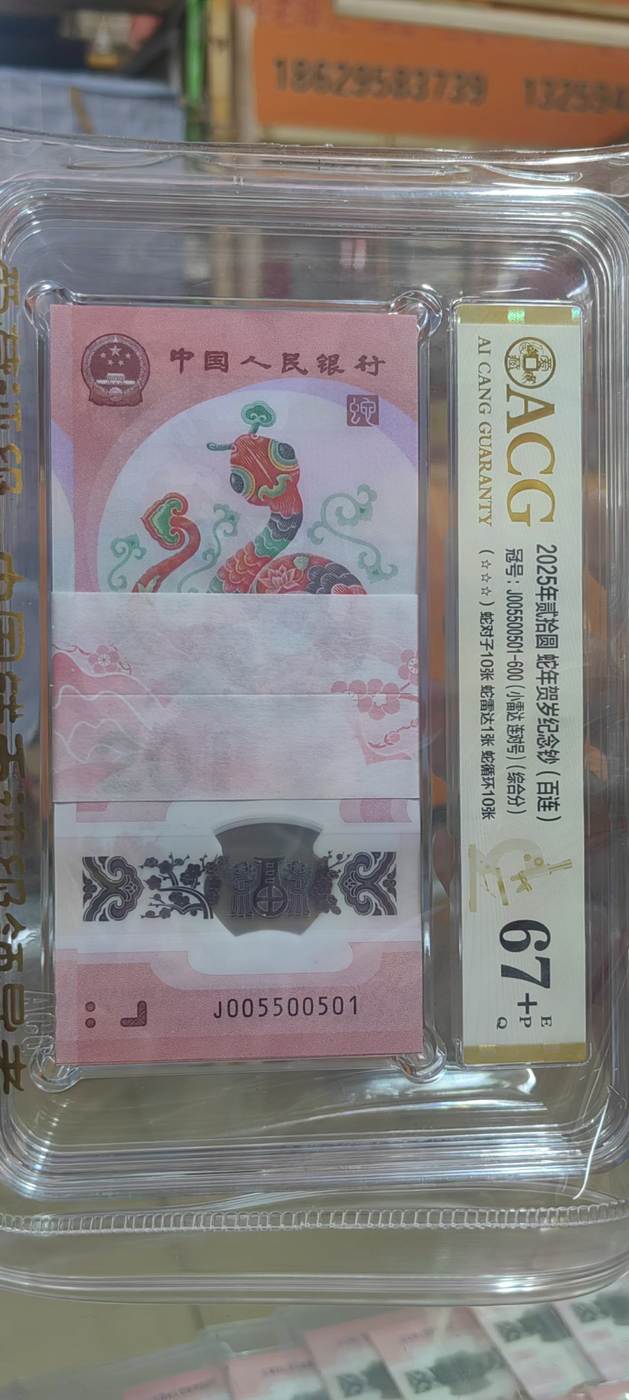 18629583739
中国人民银行
J005500501
ACG
AI CANG GUARANTY
2025年贰拾圆 蛇年贺岁纪念钞（百连）
冠号：J005500501-600（小雷达 连对号）（综合分）
（☆☆☆）蛇对子10张 蛇雷达1张 蛇循环10张
67+
E
P
Q